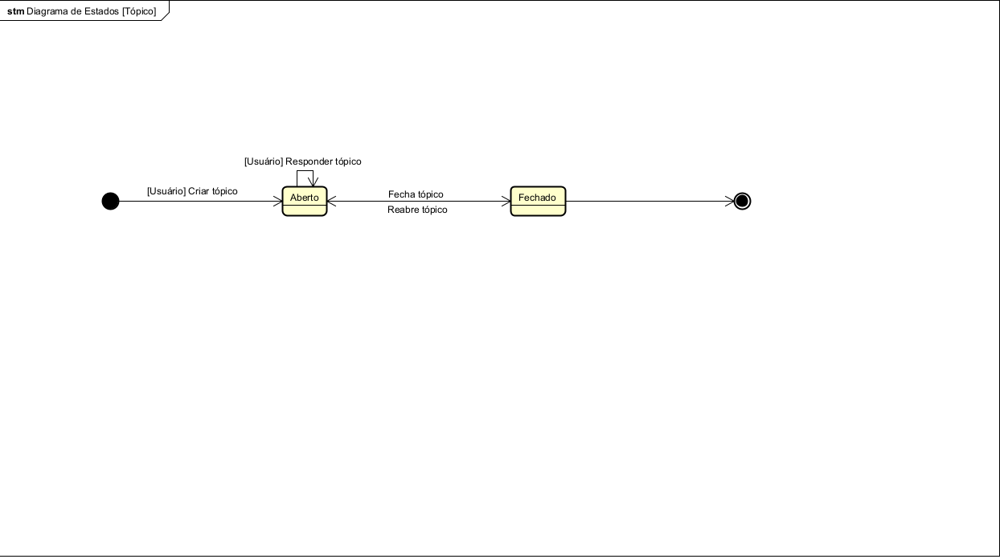 stm Diagrama de Estados [Tópico]
[Usuário] Responder tópico
[Usuário] Criar tópico
Aberto
Fecha tópico
Reabre tópico
Fechado